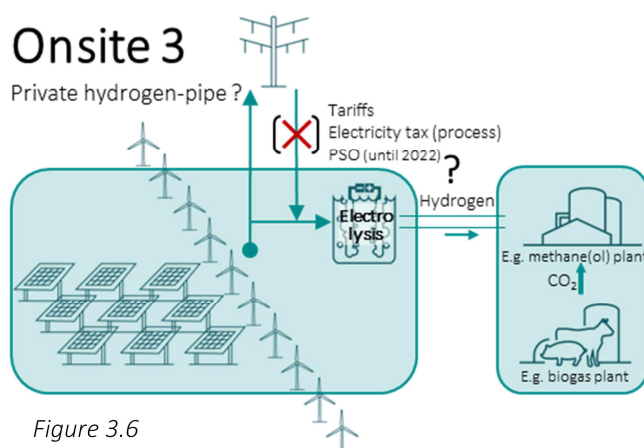 Onsite 3
Private hydrogen-pipe ?
Tariffs
Electricity tax (process)
PSO (until 2022)
?
Hydrogen
Electro
lysis
E.g. methane(ol) plant
CO₂
E.g. biogas plant
Figure 3.6